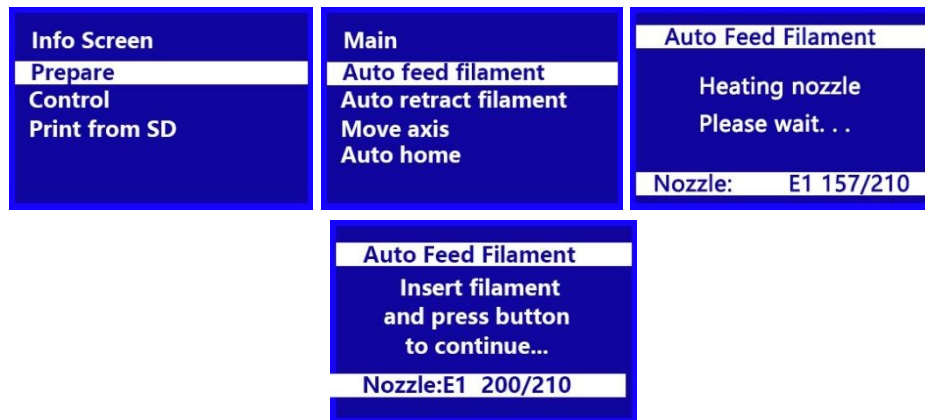 Info Screen
Prepare
Control
Print from SD
Main
Auto feed filament
Auto retract filament
Move axis
Auto home
Auto Feed Filament
Heating nozzle
Please wait. . .
Nozzle: E1 157/210
Auto Feed Filament
Insert filament
and press button
to continue...
Nozzle:E1 200/210